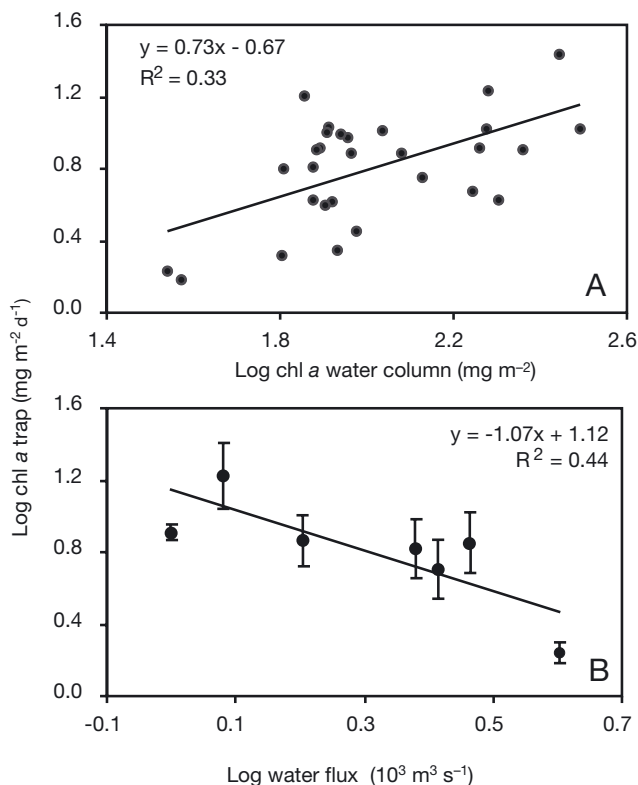 1.6
y = 0.73x - 0.67
R² = 0.33
1.2
0.8
0.4
0.0
A
1.4
1.8
2.2
2.6
Log chl a water column (mg m⁻²)
Log chl a trap (mg m⁻² d⁻¹)
1.6
y = -1.07x + 1.12
R² = 0.44
1.2
0.8
0.4
0.0
B
-0.1
0.1
0.3
0.5
0.7
Log water flux (10³ m³ s⁻¹)